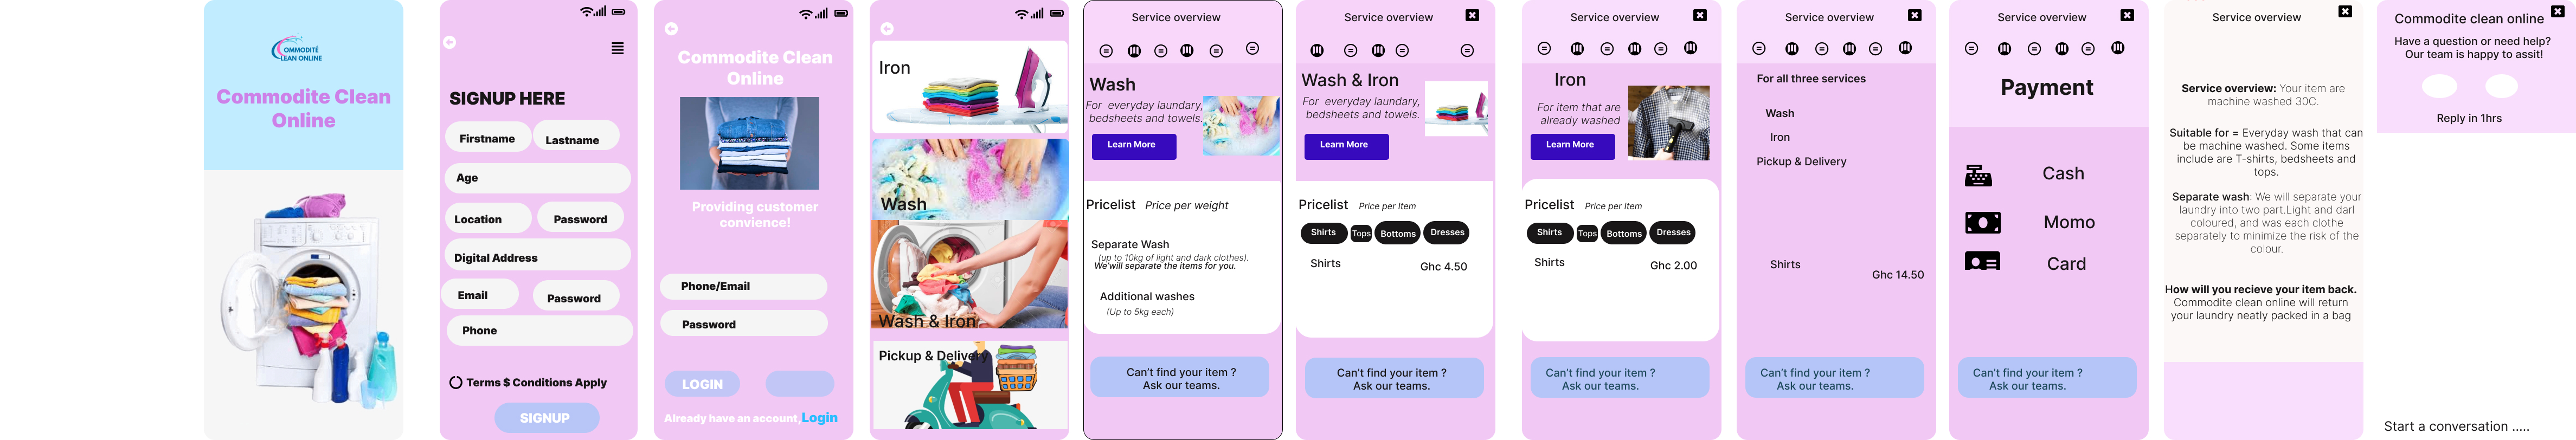 OMMODITÉ
LEAN ONLINE
Commodite Clean
Online
SIGNUP HERE
Firstname
Lastname
Age
Location
Password
Digital Address
Email
Password
Phone
Terms $ Conditions Apply
SIGNUP
Commodite Clean
Online
Providing customer
convience!
Phone/Email
Password
LOGIN
Already have an account,Login
Iron
Wash
Wash & Iron
Pickup & Delivery
Service overview
Wash
For everyday laundary,
bedsheets and towels.
Learn More
Pricelist Price per weight
Separate Wash
(up to 10kg of light and dark clothes).
We'will separate the items for you.
Additional washes
(Up to 5kg each)
Can't find your item ?
Ask our teams.
Service overview
Wash & Iron
For everyday laundary,
bedsheets and towels.
Learn More
Pricelist Price per Item
Shirts Tops Bottoms Dresses
Shirts Ghc 4.50
Can't find your item ?
Ask our teams.
Service overview
Iron
For item that are
already washed
Learn More
Pricelist Price per Item
Shirts Tops Bottoms Dresses
Shirts Ghc 2.00
Can't find your item ?
Ask our teams.
Service overview
For all three services
Wash
Iron
Pickup & Delivery
Shirts
Ghc 14.50
Can't find your item ?
Ask our teams.
Service overview
Payment
Cash
Momo
Card
Can't find your item ?
Ask our teams.
Service overview
Service overview: Your item are
machine washed 30C.
Suitable for = Everyday wash that can
be machine washed. Some items
include are T-shirts, bedsheets and
tops.
Separate wash: We will separate your
laundry into two part.Light and darl
coloured, and was each clothe
separately to minimize the risk of the
colour.
How will you recieve your item back.
Commodite clean online will return
your laundry neatly packed in a bag
Commodite clean online
Have a question or need help?
Our team is happy to assit!
Reply in 1hrs
Start a conversation .....